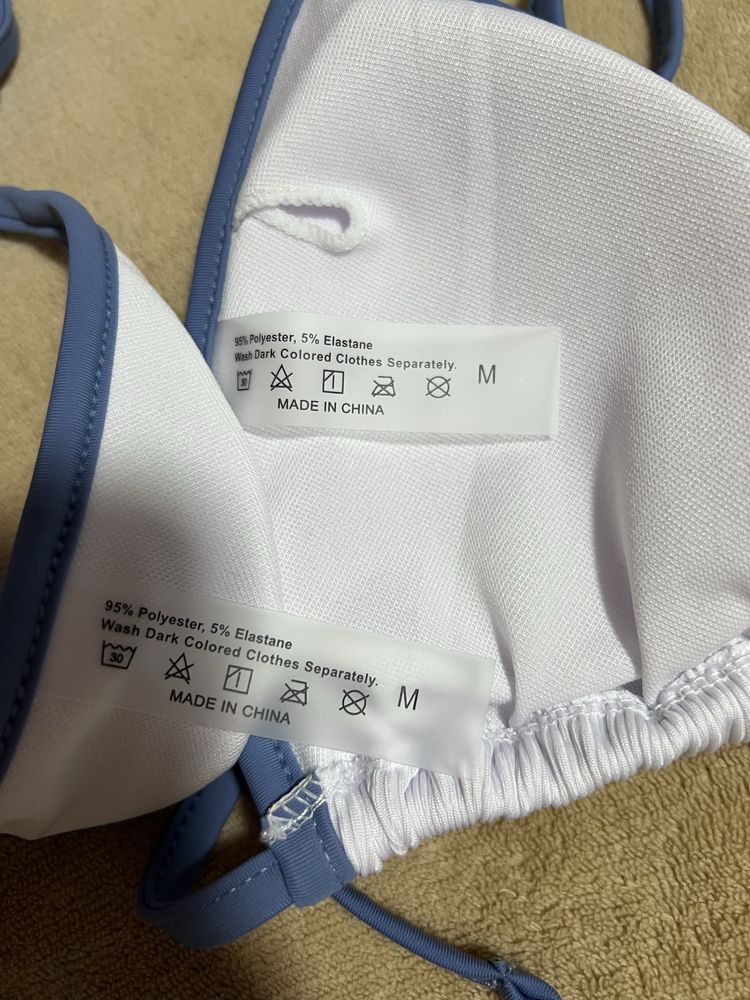 95% Polyester, 5% Elastane
Wash Dark Colored Clothes Separately.
30
M
MADE IN CHINA
95% Polyester, 5% Elastane
Wash Dark Colored Clothes Separately.
30
M
MADE IN CHINA